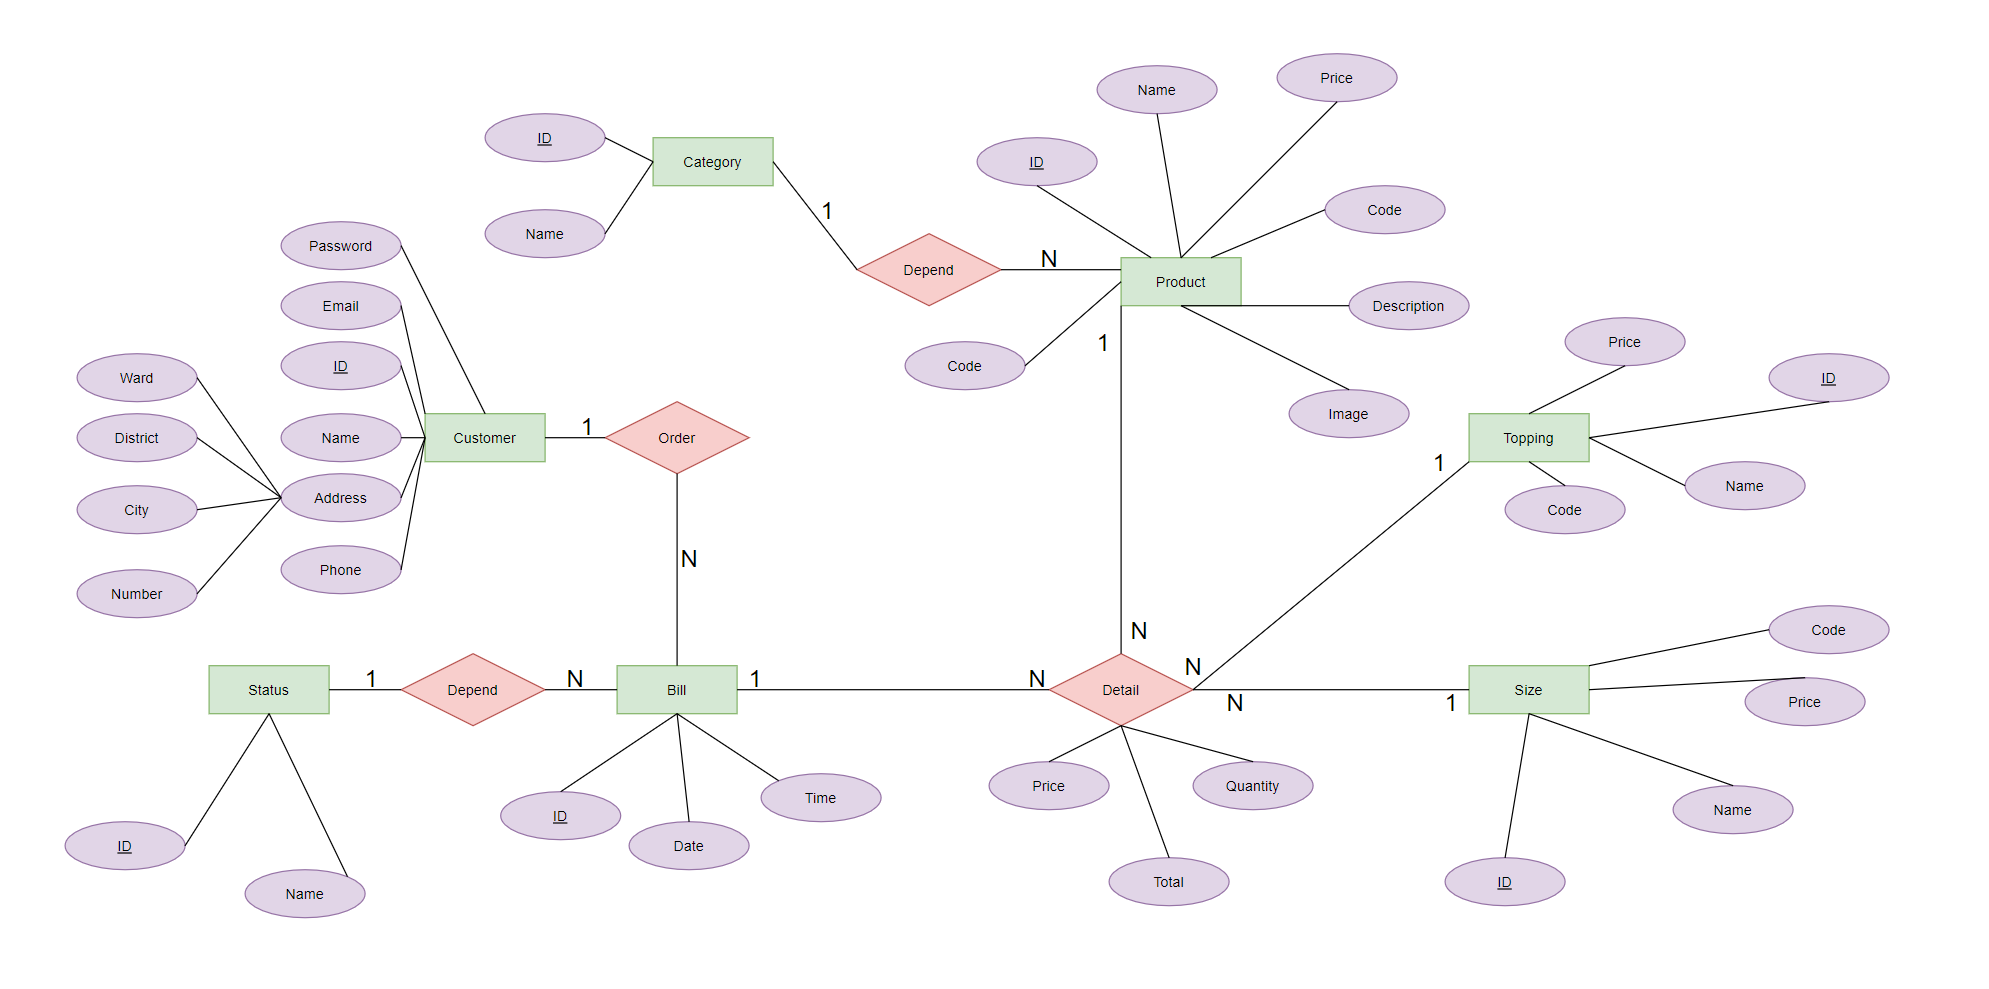 Price
Name
ID
Category
ID
Product
Name
Code
1
Depend
N
Description
Code
Image
1
Password
Email
ID
Name
Address
Phone
Ward
District
City
Number
Customer
1
Order
N
Price
ID
Topping
Name
Code
1
Status
1
Depend
N
Bill
1
N
Detail
N
N
N
1
Size
Code
Price
Name
ID
ID
Name
ID
Date
Time
Price
Quantity
Total